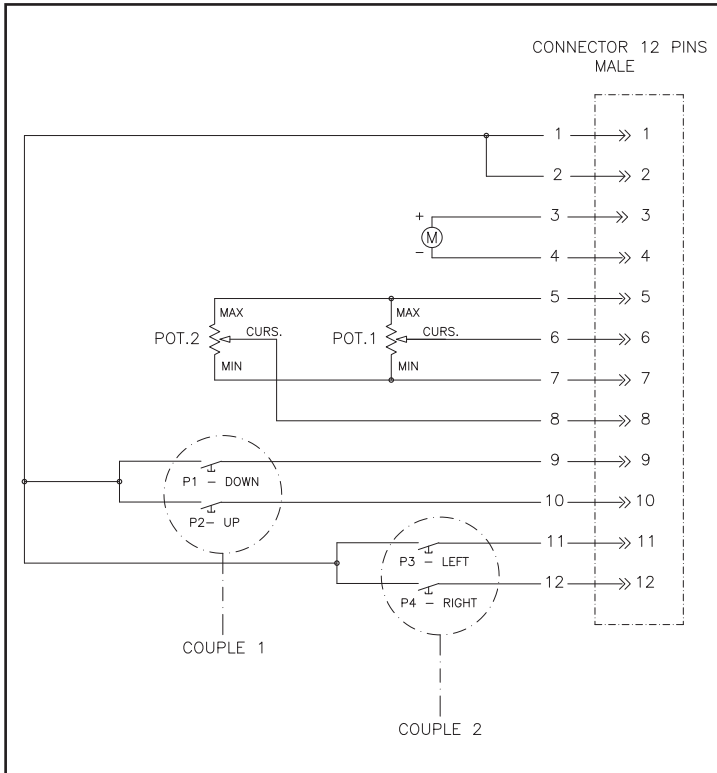 CONNECTOR 12 PINS
MALE
1 1
2 2
+ 3 3
M
- 4 4
5 5
MAX MAX
POT.2 CURS. POT.1 CURS. 6 6
MIN MIN
7 7
8 8
9 9
P1 - DOWN
10 10
P2- UP
11 11
P3 - LEFT
12 12
P4 - RIGHT
COUPLE 1
COUPLE 2